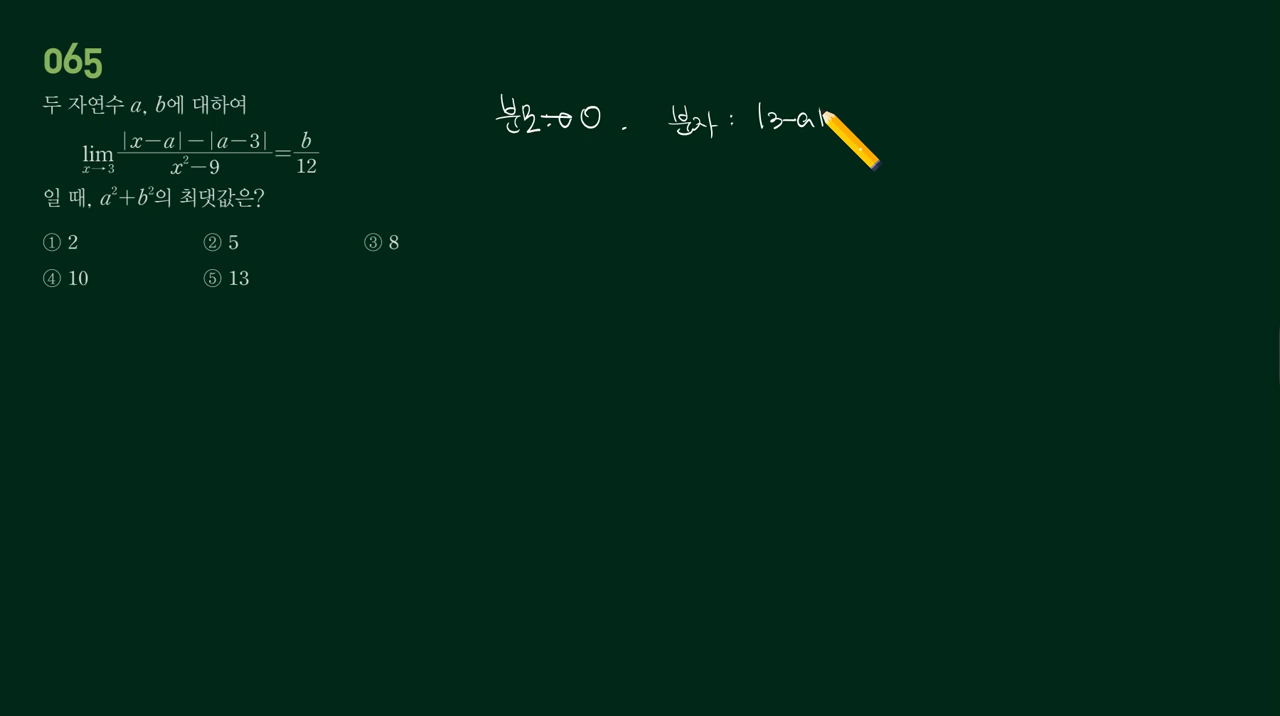 065
두 자연수 a, b에 대하여
lim x→3 |x−a|−|a−3| / x²−9 = b/12
일 때, a²+b²의 최댓값은?
① 2 ② 5 ③ 8
④ 10 ⑤ 13
분모→0. 분자: |3−a|